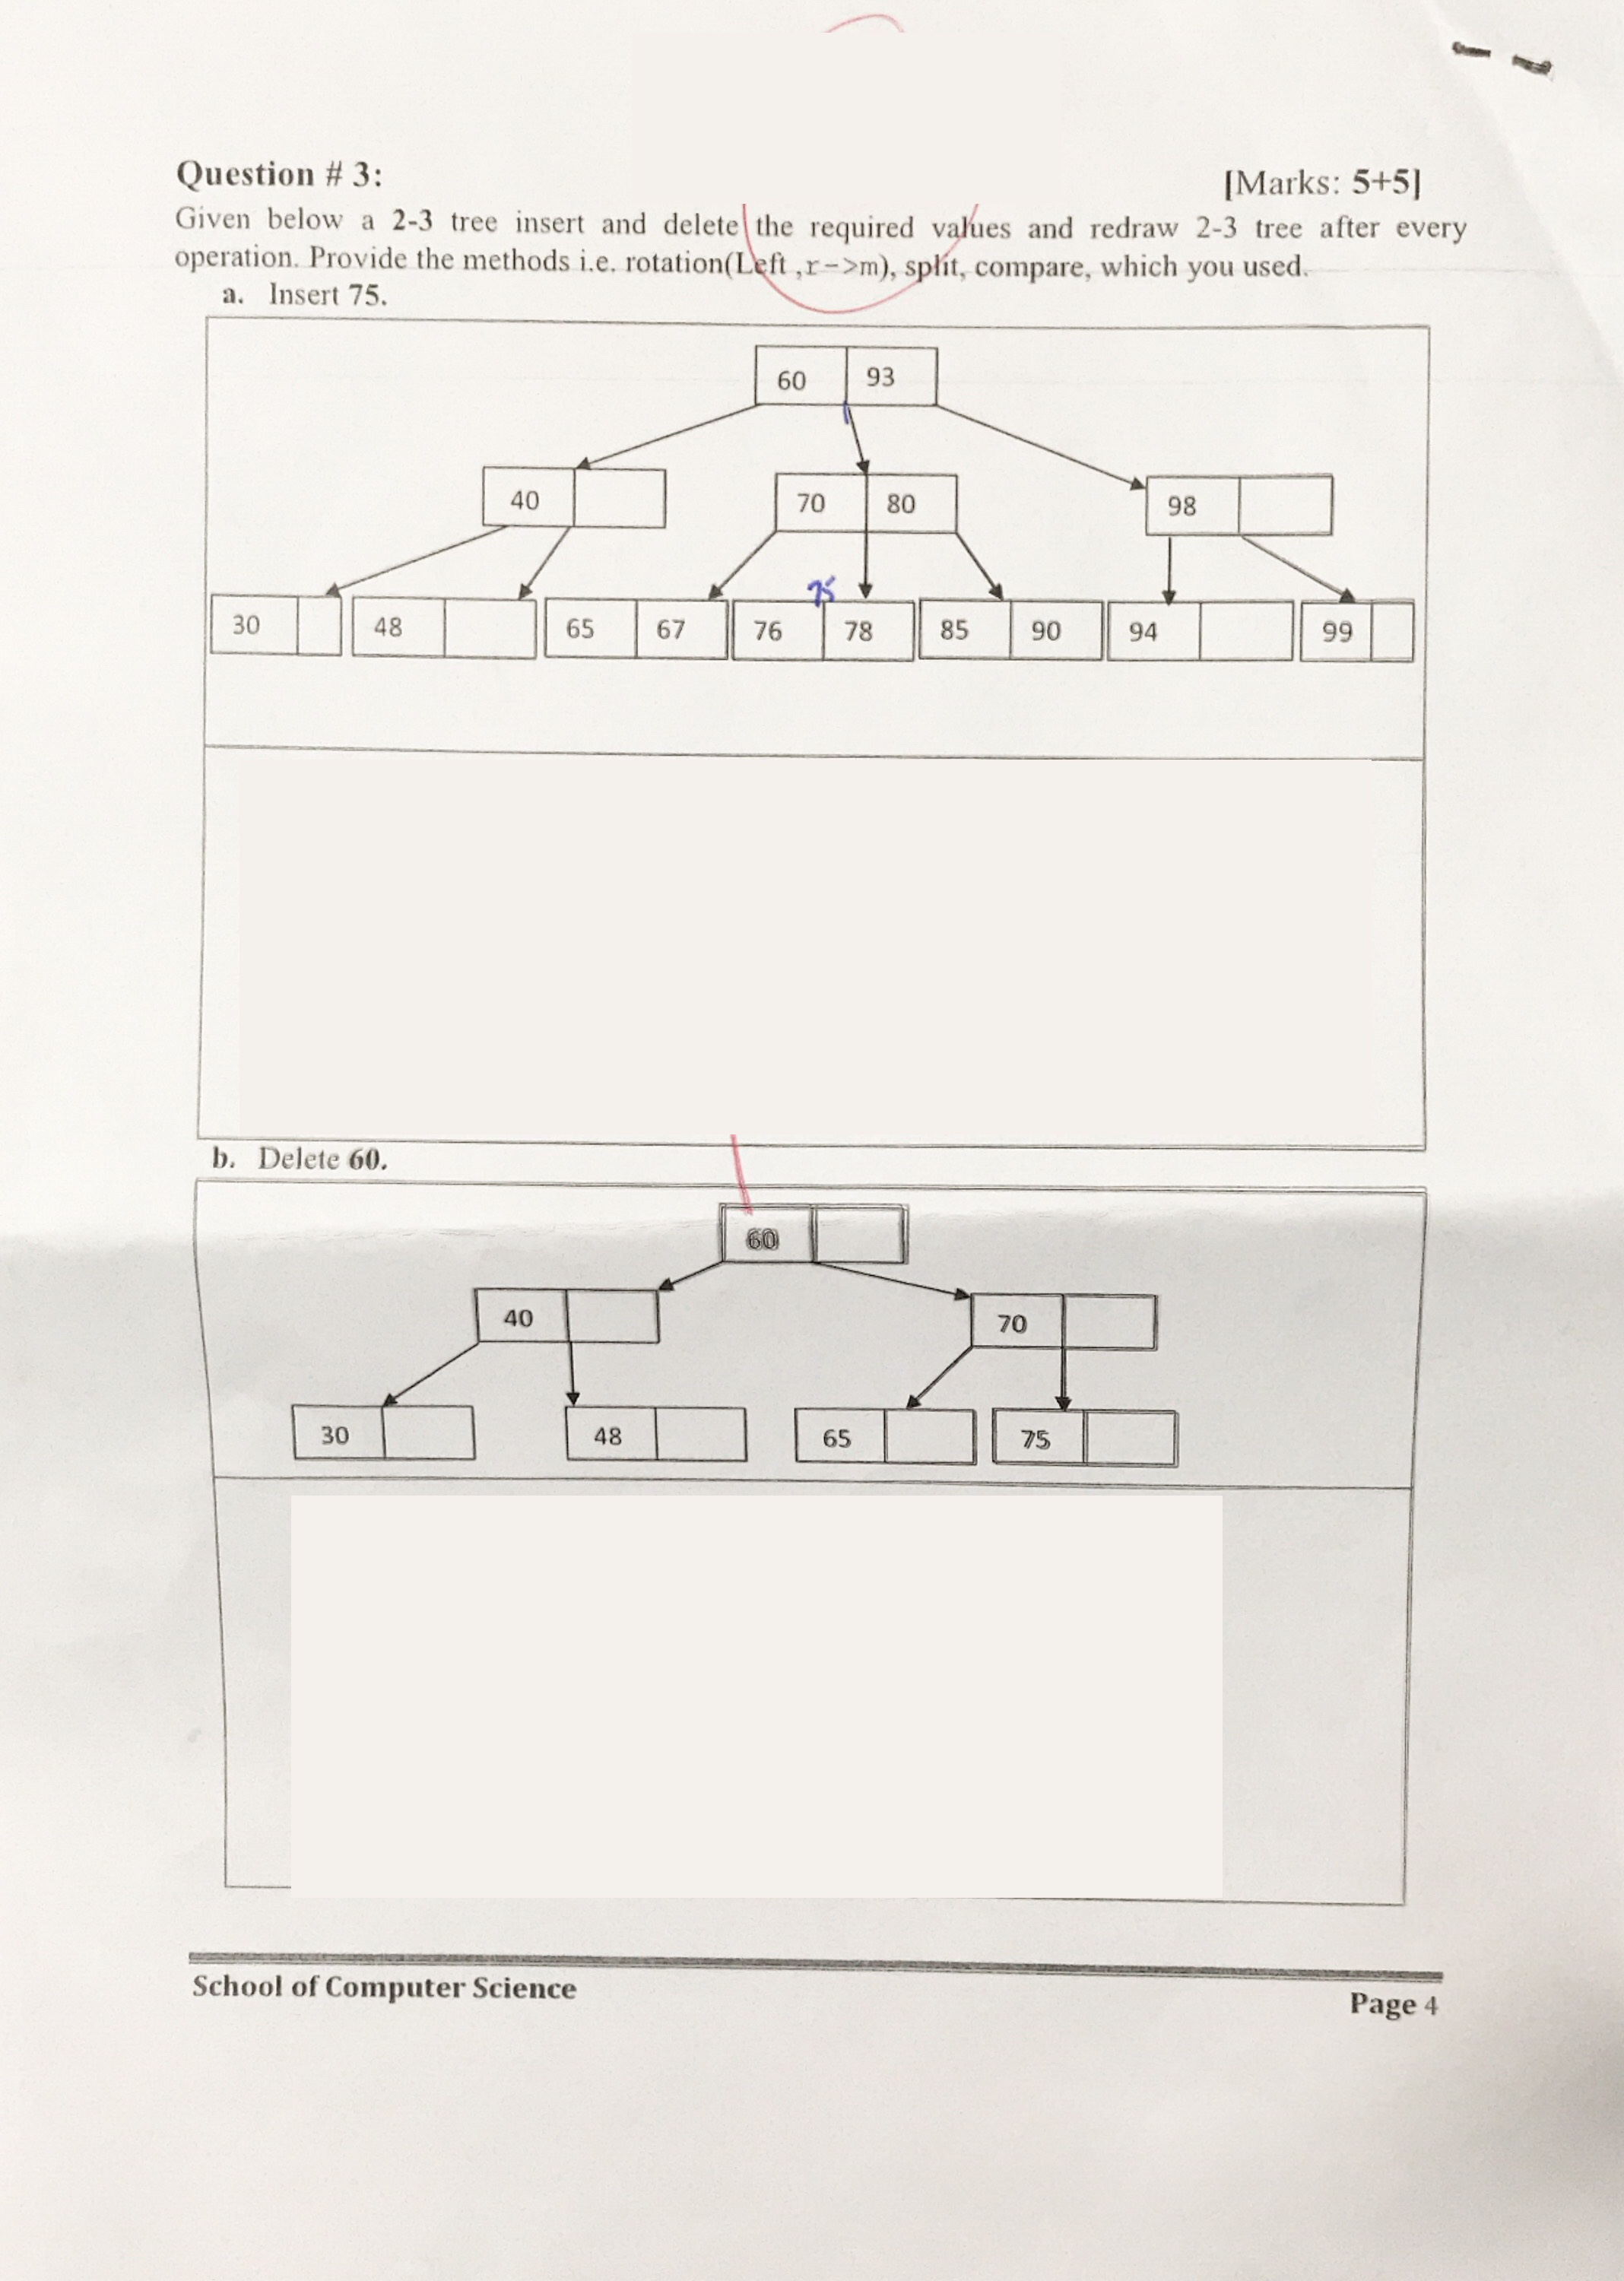 Question # 3:
[Marks: 5+5]
Given below a 2-3 tree insert and delete the required values and redraw 2-3 tree after every
operation. Provide the methods i.e. rotation(Left ,r->m), split, compare, which you used.
a. Insert 75.
60 93
40 70 80 98
75
30 48 65 67 76 78 85 90 94 99
b. Delete 60.
60
40 70
30 48 65 75
School of Computer Science
Page 4